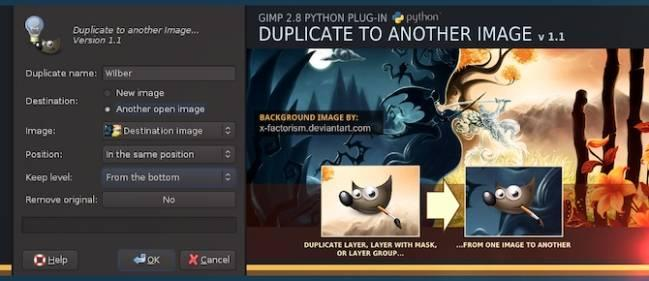 Duplicate to another Image...
Version 1.1
Duplicate name: Wilber
Destination:
New image
Another open image
Image: Destination image
Position: In the same position
Keep level: From the bottom
Remove original: No
Help OK Cancel
GIMP 2.8 PYTHON PLUG-IN python
DUPLICATE TO ANOTHER IMAGE v 1.1
BACKGROUND IMAGE BY:
x-factorism.deviantart.com
DUPLICATE LAYER, LAYER WITH MASK,
OR LAYER GROUP...
...FROM ONE IMAGE TO ANOTHER